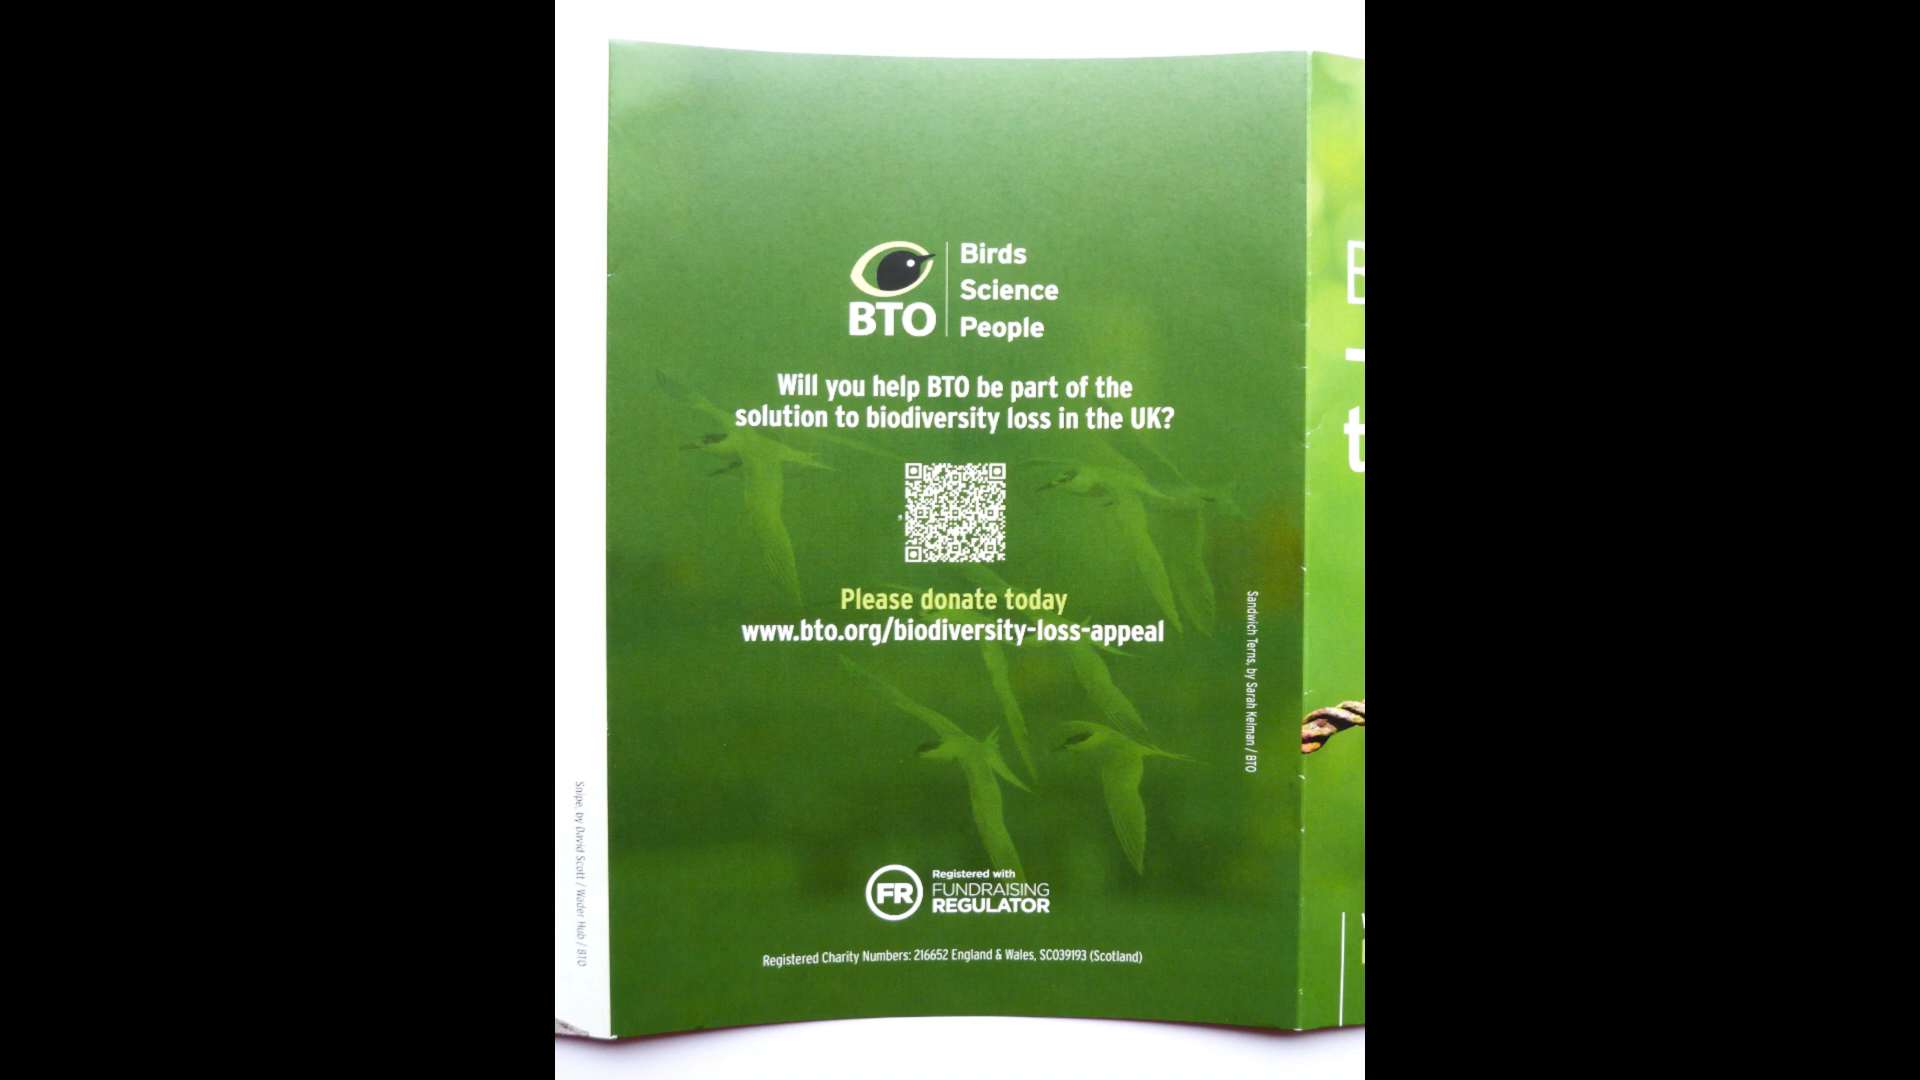 BTO
Birds
Science
People
Will you help BTO be part of the
solution to biodiversity loss in the UK?
Please donate today
www.bto.org/biodiversity-loss-appeal
Sandwich Terns, by Sarah Kelman / BTO
Snipe, by David Scott / Wader Hub / BTO
FR
Registered with
FUNDRAISING
REGULATOR
Registered Charity Numbers: 216652 England & Wales, SC039193 (Scotland)